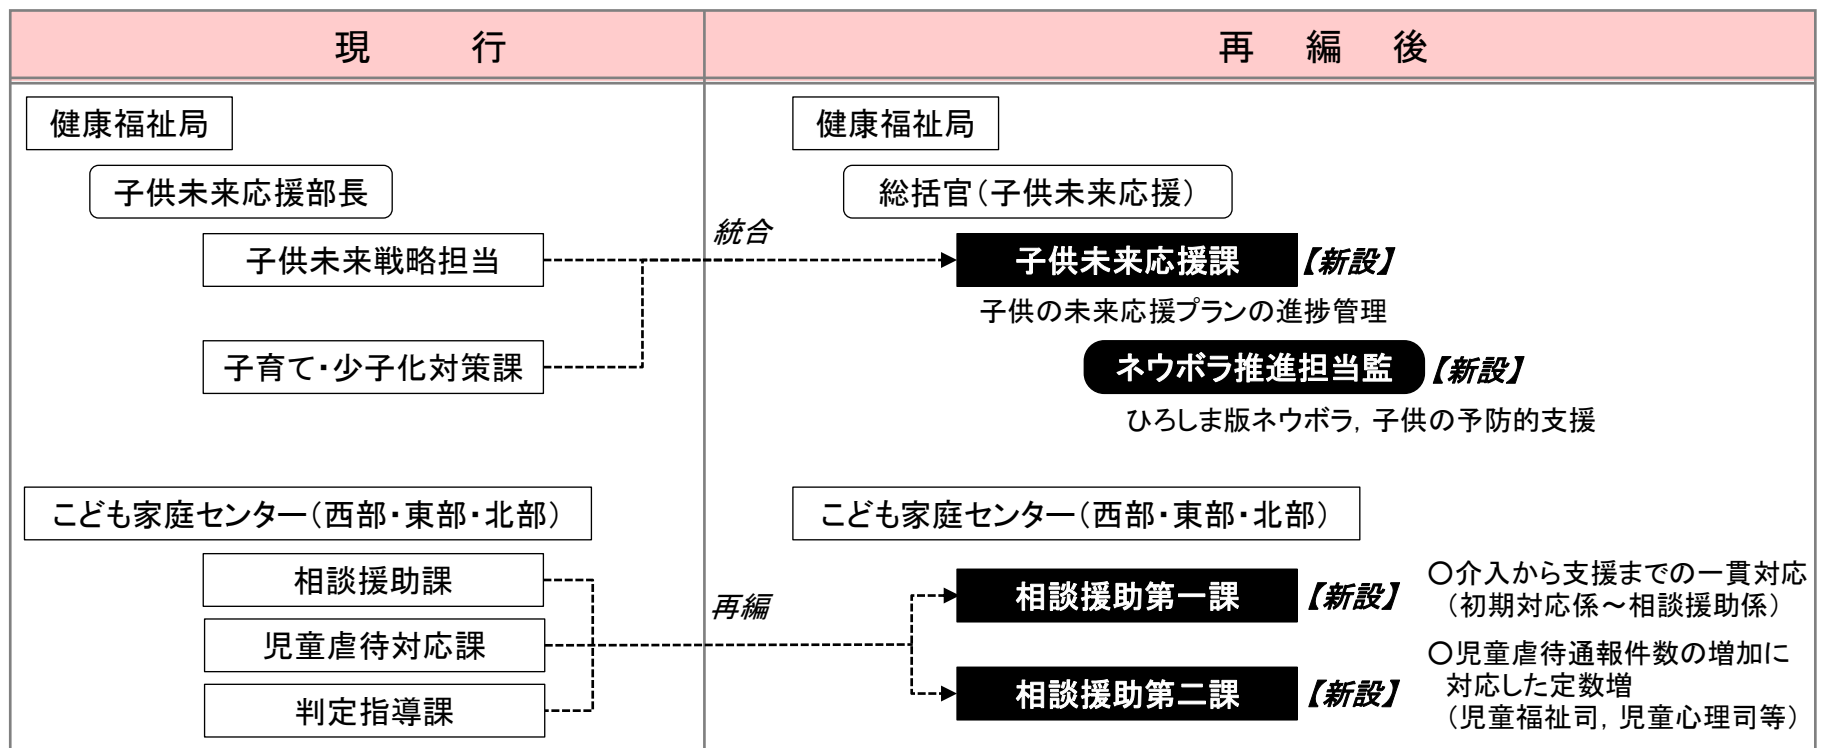 現　行
再　編　後
健康福祉局
子供未来応援部長
子供未来戦略担当
子育て・少子化対策課
統合
健康福祉局
総括官（子供未来応援）
子供未来応援課
【新設】
子供の未来応援プランの進捗管理
ネウボラ推進担当監
【新設】
ひろしま版ネウボラ，子供の予防的支援
こども家庭センター（西部・東部・北部）
相談援助課
児童虐待対応課
判定指導課
再編
こども家庭センター（西部・東部・北部）
相談援助第一課
【新設】
相談援助第二課
【新設】
○介入から支援までの一貫対応
（初期対応係～相談援助係）
○児童虐待通報件数の増加に
対応した定数増
（児童福祉司，児童心理司等）